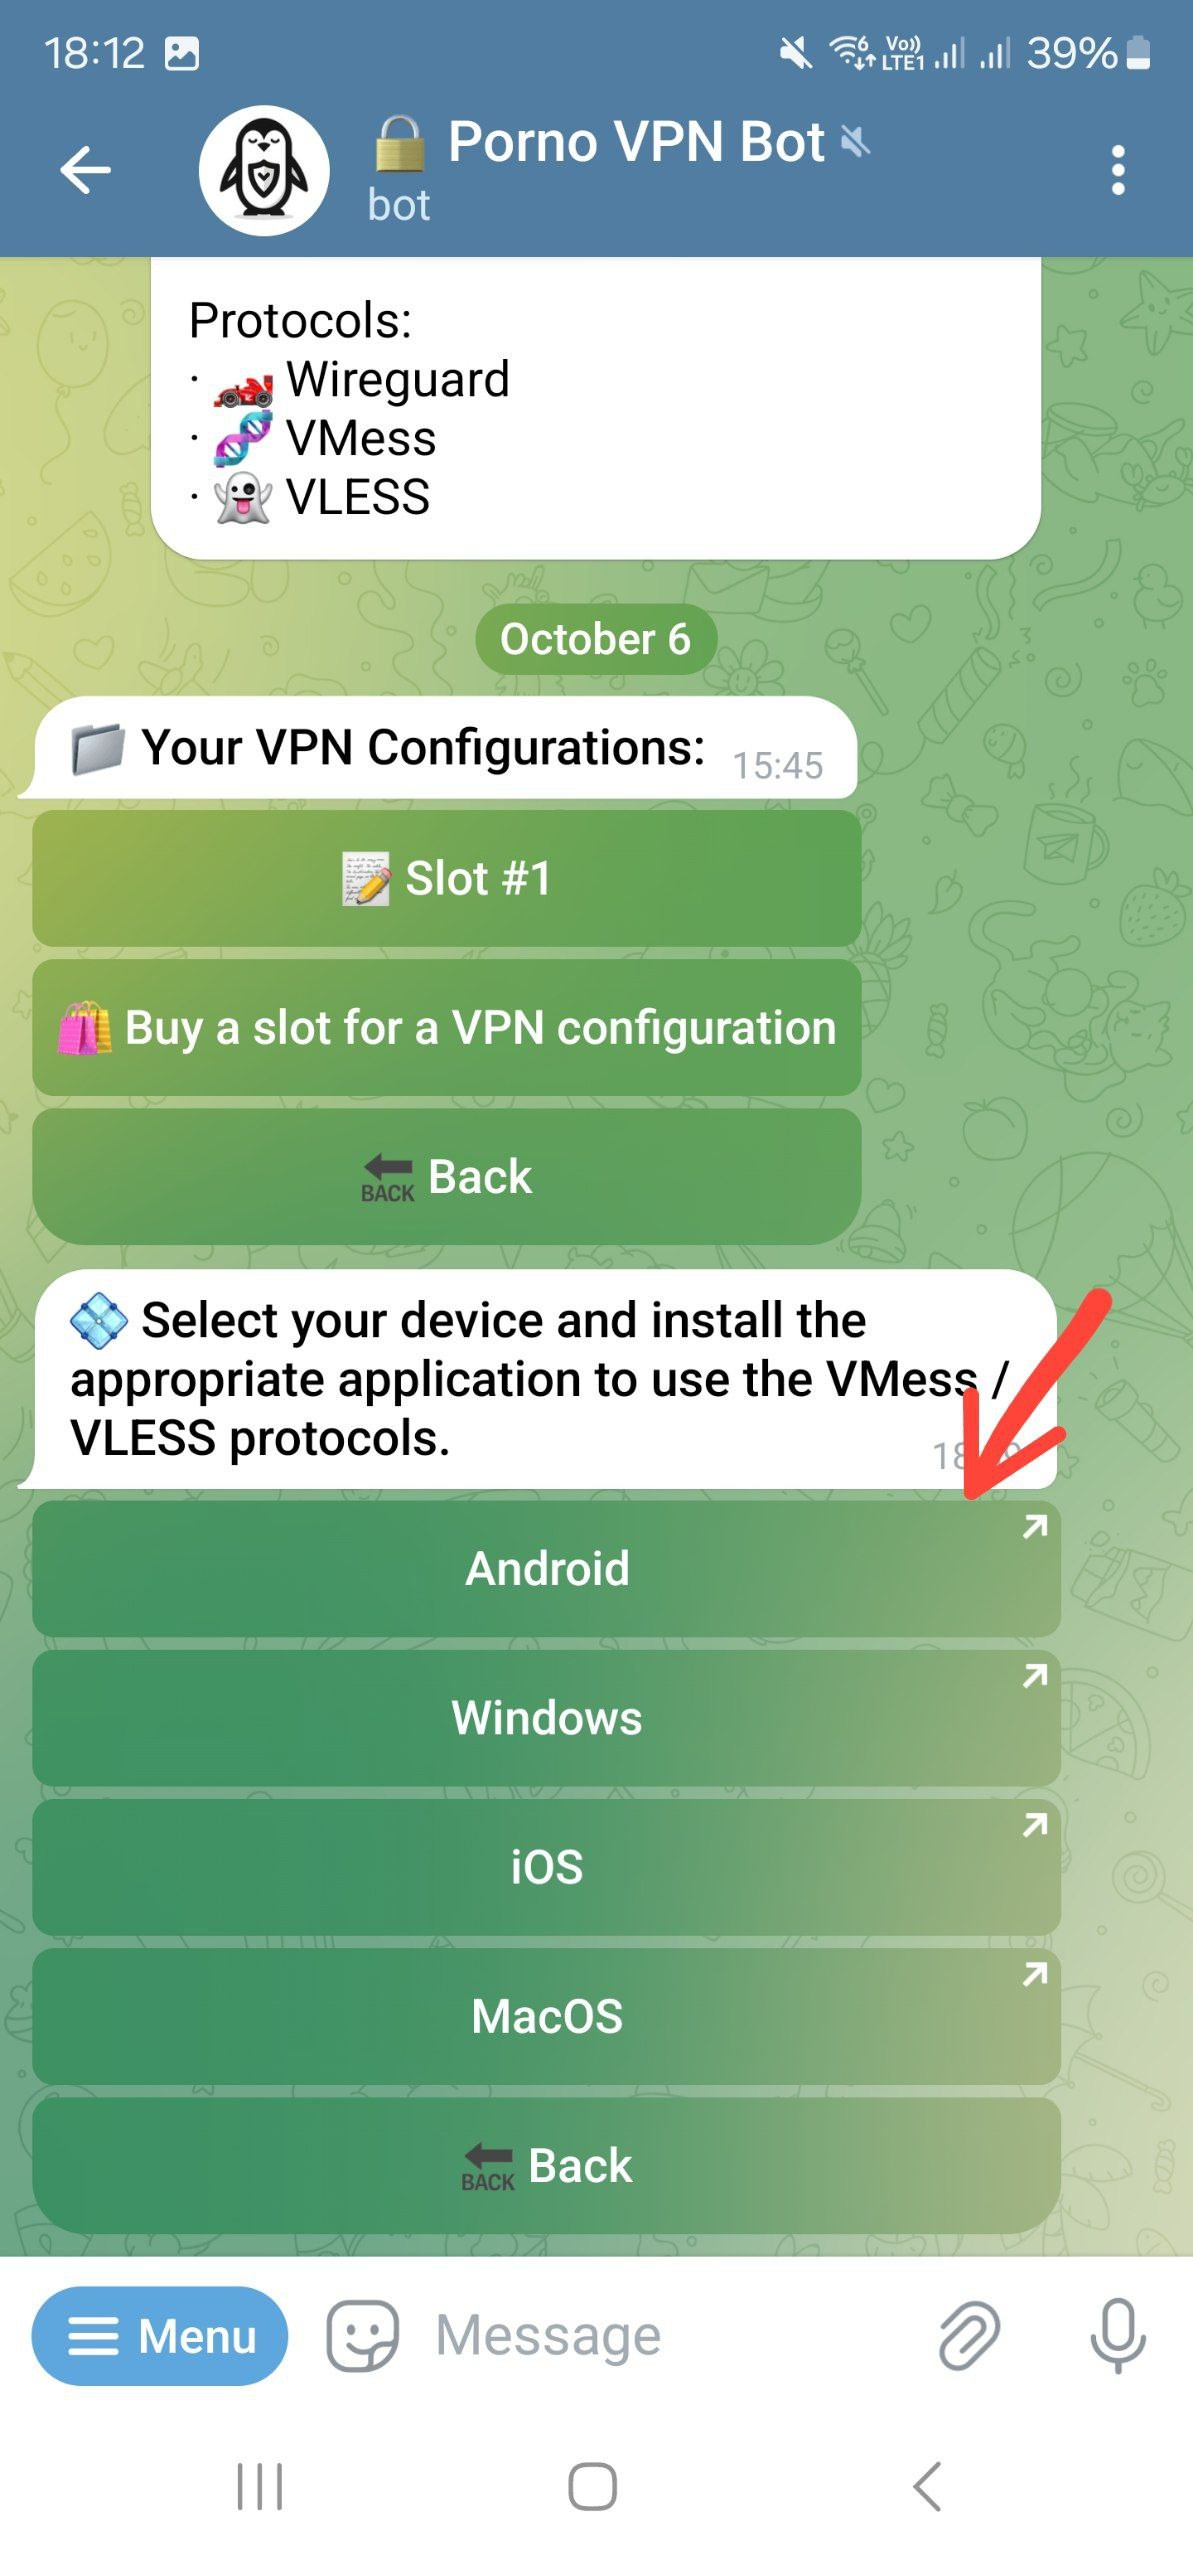 18:12
Vo)) LTE1 39%
Porno VPN Bot
bot
Protocols:
· Wireguard
· VMess
· VLESS
October 6
Your VPN Configurations:
15:45
Slot #1
Buy a slot for a VPN configuration
BACK Back
Select your device and install the
appropriate application to use the VMess /
VLESS protocols.
Android
Windows
iOS
MacOS
BACK Back
Menu
Message